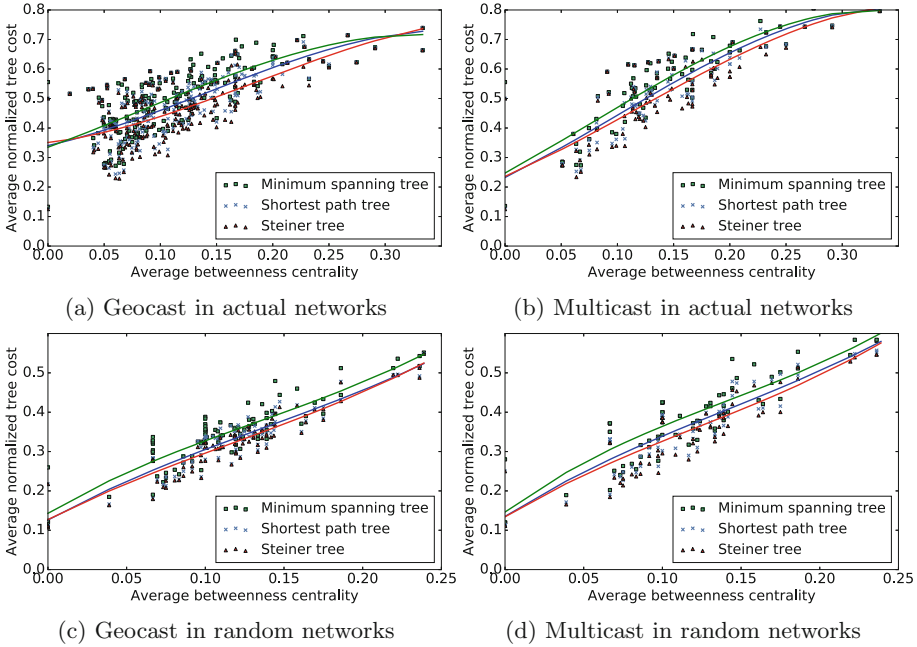 Average normalized tree cost
0.8
0.7
0.6
0.5
0.4
0.3
0.2
0.1
0.0
0.00 0.05 0.10 0.15 0.20 0.25 0.30
Average betweenness centrality
Minimum spanning tree
Shortest path tree
Steiner tree
(a) Geocast in actual networks
Average normalized tree cost
0.8
0.7
0.6
0.5
0.4
0.3
0.2
0.1
0.0
0.00 0.05 0.10 0.15 0.20 0.25 0.30
Average betweenness centrality
Minimum spanning tree
Shortest path tree
Steiner tree
(b) Multicast in actual networks
Average normalized tree cost
0.5
0.4
0.3
0.2
0.1
0.0
0.00 0.05 0.10 0.15 0.20 0.25
Average betweenness centrality
Minimum spanning tree
Shortest path tree
Steiner tree
(c) Geocast in random networks
Average normalized tree cost
0.5
0.4
0.3
0.2
0.1
0.0
0.00 0.05 0.10 0.15 0.20 0.25
Average betweenness centrality
Minimum spanning tree
Shortest path tree
Steiner tree
(d) Multicast in random networks